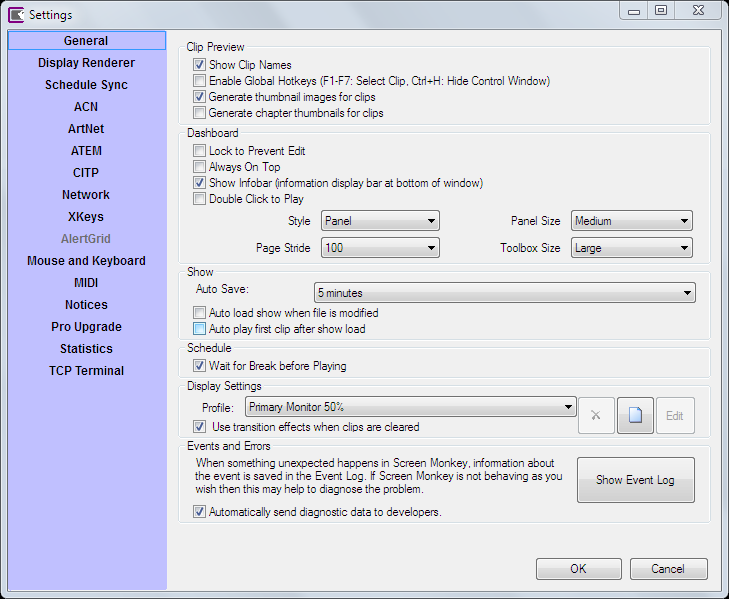 Settings
General
Display Renderer
Schedule Sync
ACN
ArtNet
ATEM
CITP
Network
XKeys
AlertGrid
Mouse and Keyboard
MIDI
Notices
Pro Upgrade
Statistics
TCP Terminal
Clip Preview
Show Clip Names
Enable Global Hotkeys (F1-F7: Select Clip, Ctrl+H: Hide Control Window)
Generate thumbnail images for clips
Generate chapter thumbnails for clips
Dashboard
Lock to Prevent Edit
Always On Top
Show Infobar (information display bar at bottom of window)
Double Click to Play
Style Panel Panel Size Medium
Page Stride 100 Toolbox Size Large
Show
Auto Save: 5 minutes
Auto load show when file is modified
Auto play first clip after show load
Schedule
Wait for Break before Playing
Display Settings
Profile: Primary Monitor 50% Edit
Use transition effects when clips are cleared
Events and Errors
When something unexpected happens in Screen Monkey, information about
the event is saved in the Event Log. If Screen Monkey is not behaving as you
wish then this may help to diagnose the problem.
Show Event Log
Automatically send diagnostic data to developers.
OK Cancel